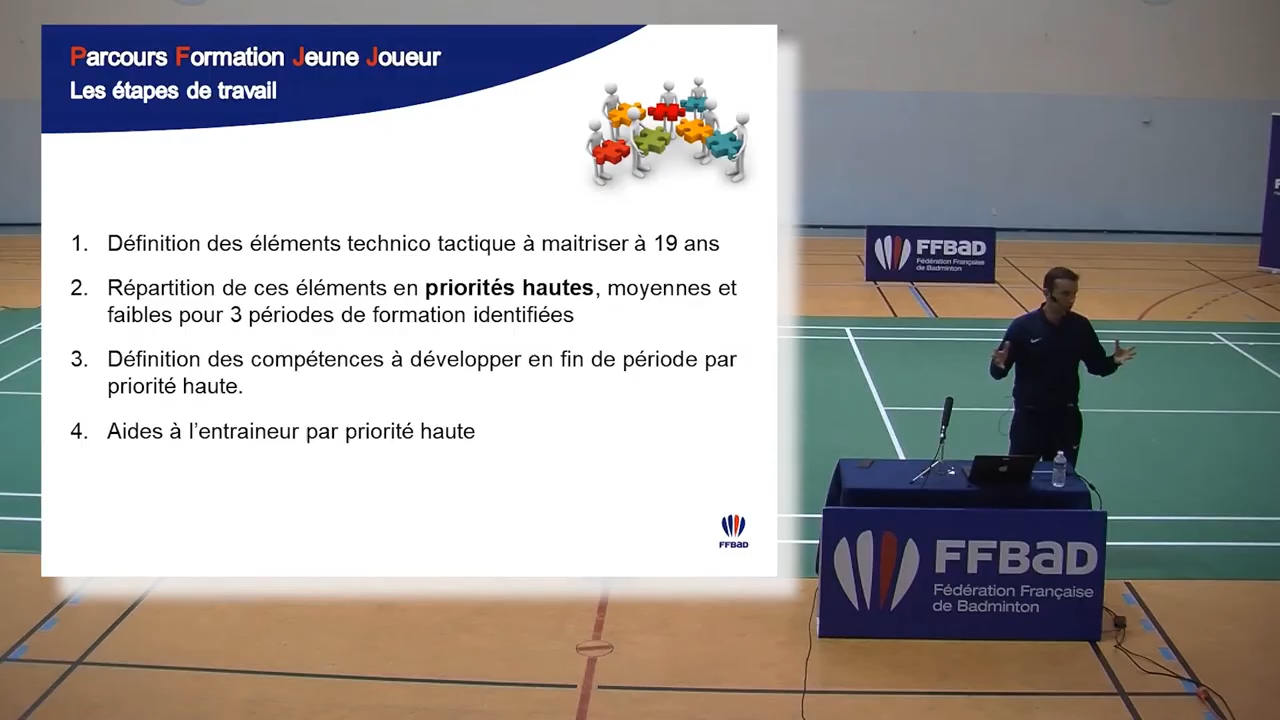 Parcours Formation Jeune Joueur
Les étapes de travail
1. Définition des éléments technico tactique à maitriser à 19 ans
2. Répartition de ces éléments en priorités hautes, moyennes et
faibles pour 3 périodes de formation identifiées
3. Définition des compétences à développer en fin de période par
priorité haute.
4. Aides à l'entraineur par priorité haute
FFBaD
FFBaD
Fédération Française
de Badminton
FFBaD
Fédération Française
de Badminton